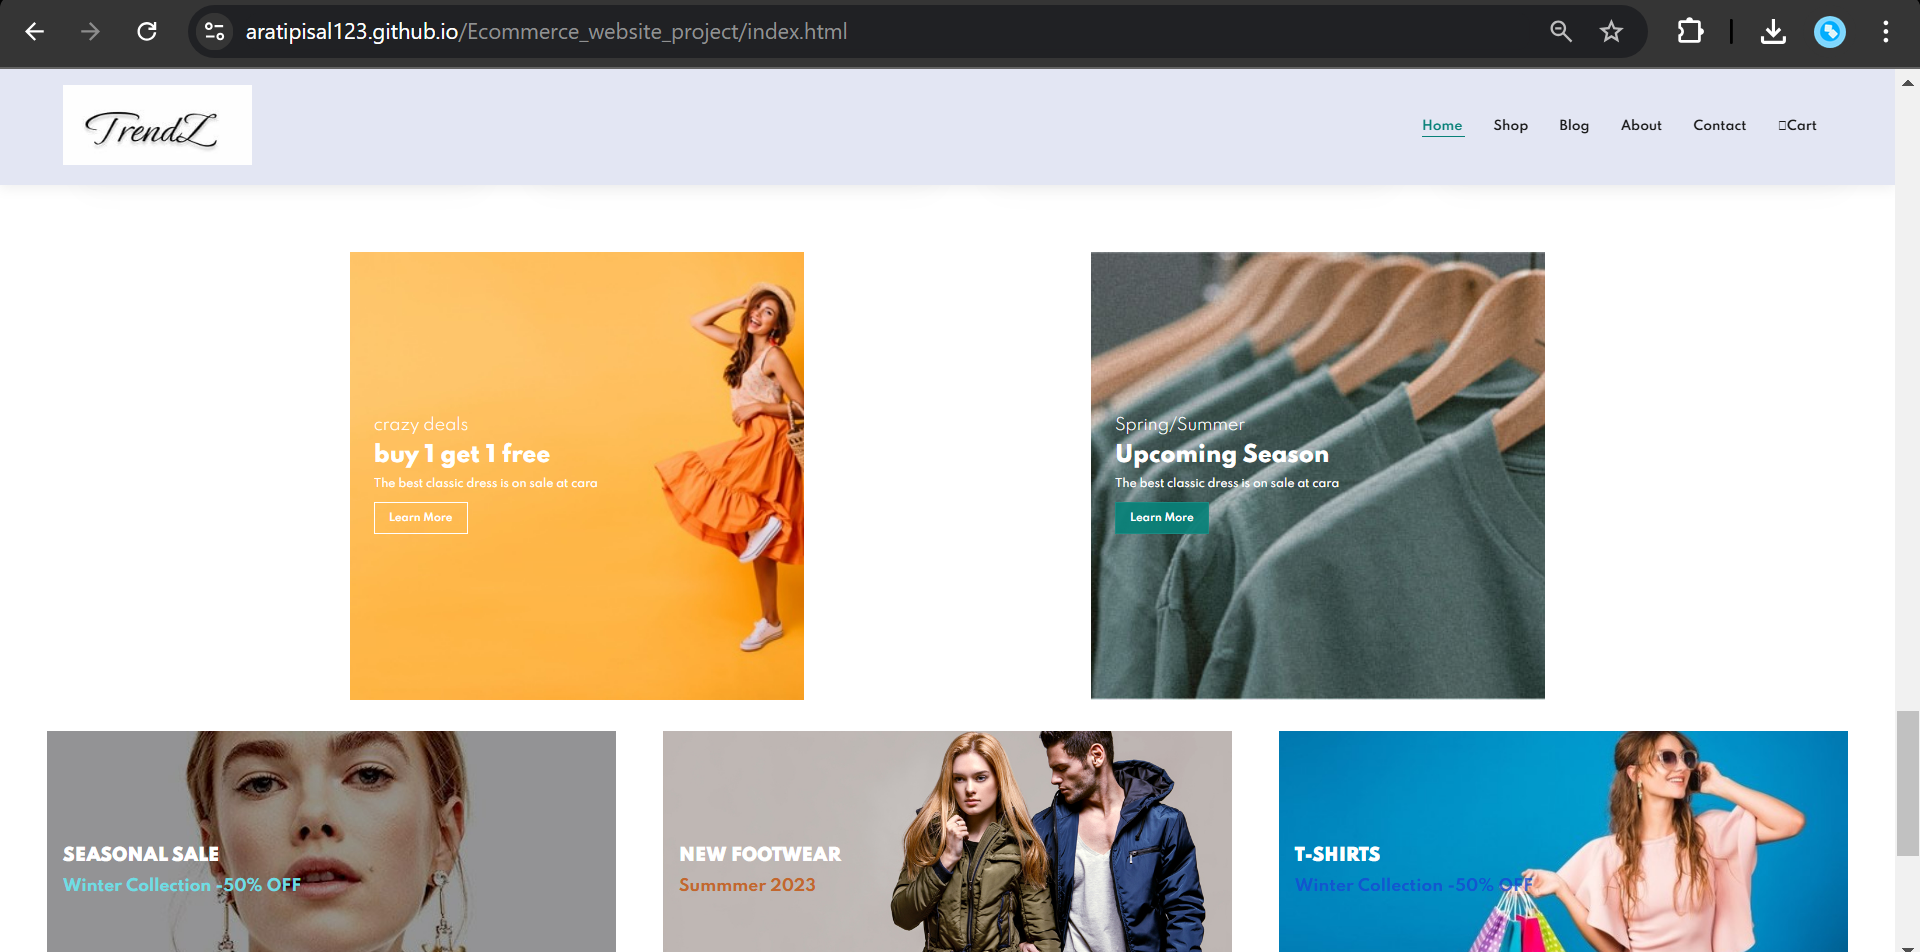 aratipisal123.github.io/Ecommerce_website_project/index.html
TrendZ
Home Shop Blog About Contact Cart
crazy deals
buy 1 get 1 free
The best classic dress is on sale at cara
Learn More
Spring/Summer
Upcoming Season
The best classic dress is on sale at cara
Learn More
SEASONAL SALE
Winter Collection -50% OFF
NEW FOOTWEAR
Summmer 2023
T-SHIRTS
Winter Collection -50% OFF